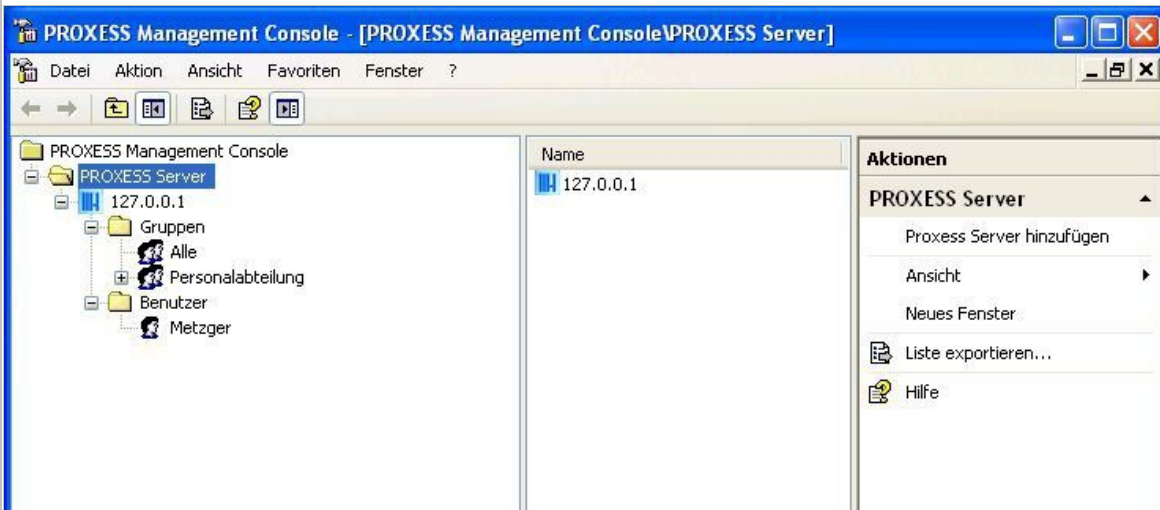 PROXESS Management Console - [PROXESS Management Console\PROXESS Server]
Datei Aktion Ansicht Favoriten Fenster ?
PROXESS Management Console
PROXESS Server
127.0.0.1
Gruppen
Alle
Personalabteilung
Benutzer
Metzger
Name
127.0.0.1
Aktionen
PROXESS Server
Proxess Server hinzufügen
Ansicht
Neues Fenster
Liste exportieren...
Hilfe